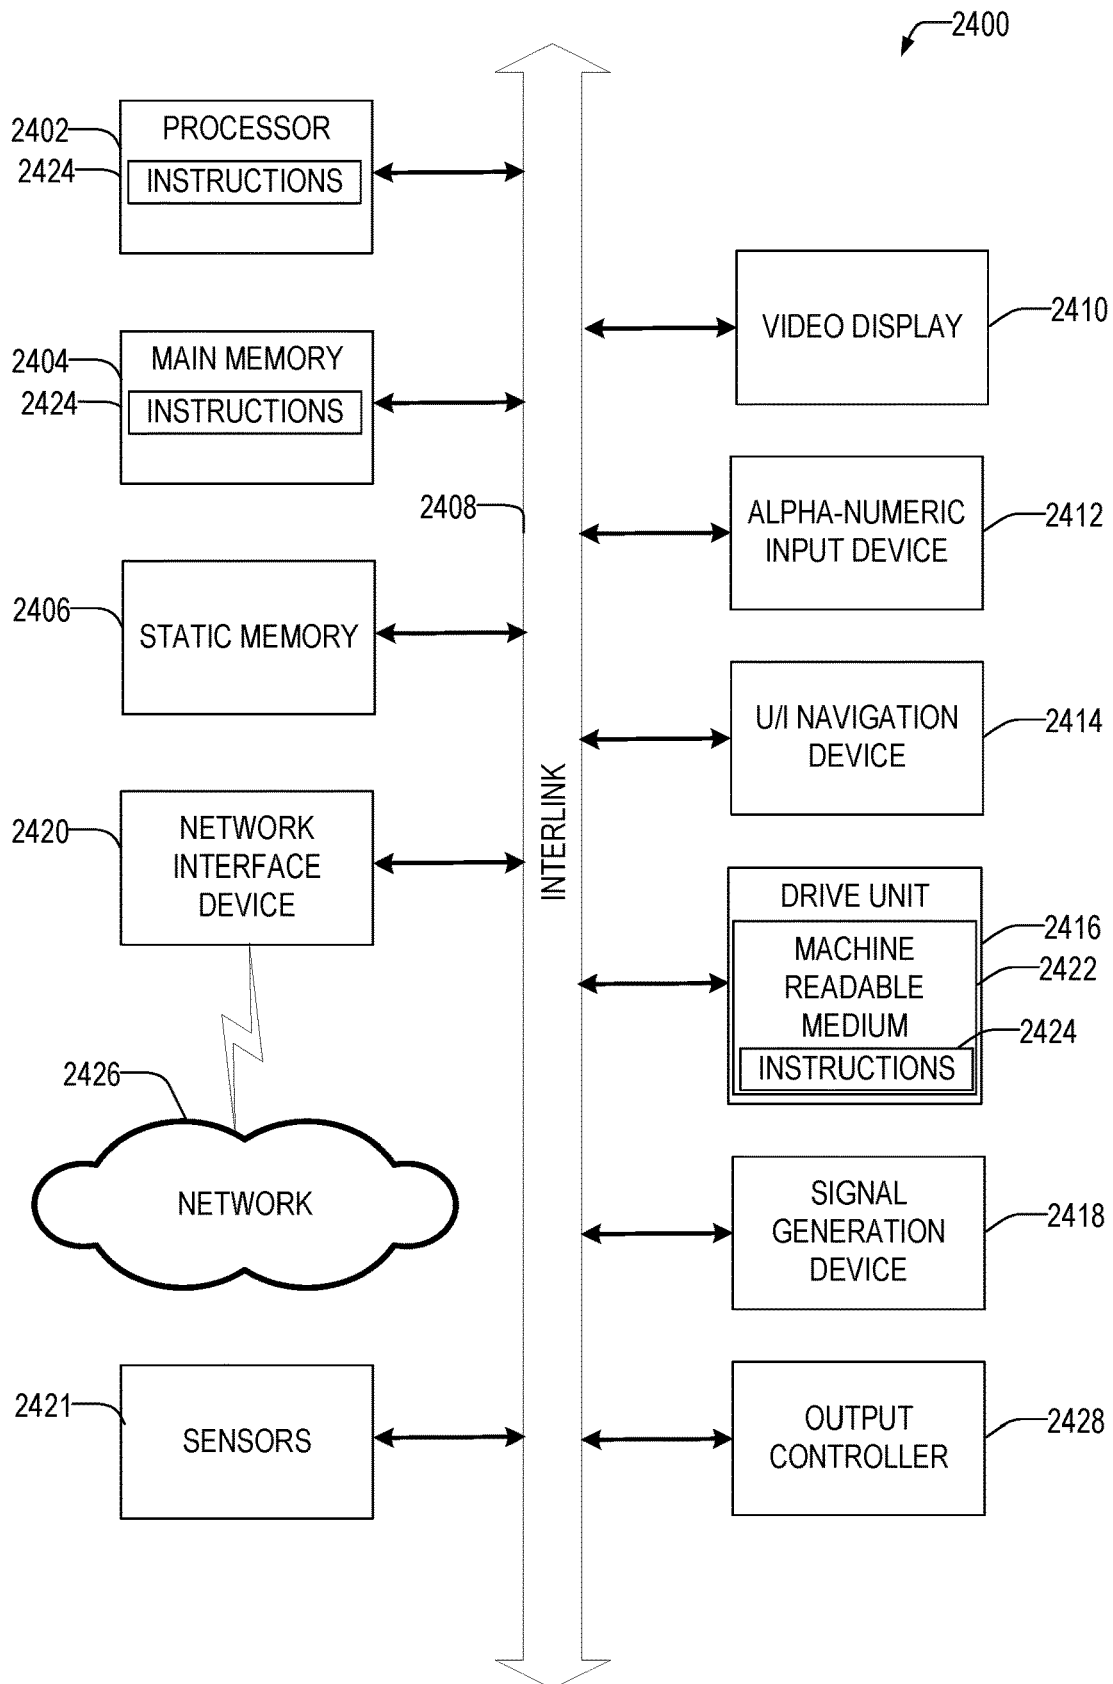 2400
2402
PROCESSOR
2424
INSTRUCTIONS
2404
MAIN MEMORY
2424
INSTRUCTIONS
2408
2406
STATIC MEMORY
2420
NETWORK
INTERFACE
DEVICE
2426
NETWORK
2421
SENSORS
INTERLINK
VIDEO DISPLAY
2410
ALPHA-NUMERIC
INPUT DEVICE
2412
U/I NAVIGATION
DEVICE
2414
DRIVE UNIT
2416
MACHINE
READABLE
MEDIUM
2422
2424
INSTRUCTIONS
SIGNAL
GENERATION
DEVICE
2418
OUTPUT
CONTROLLER
2428